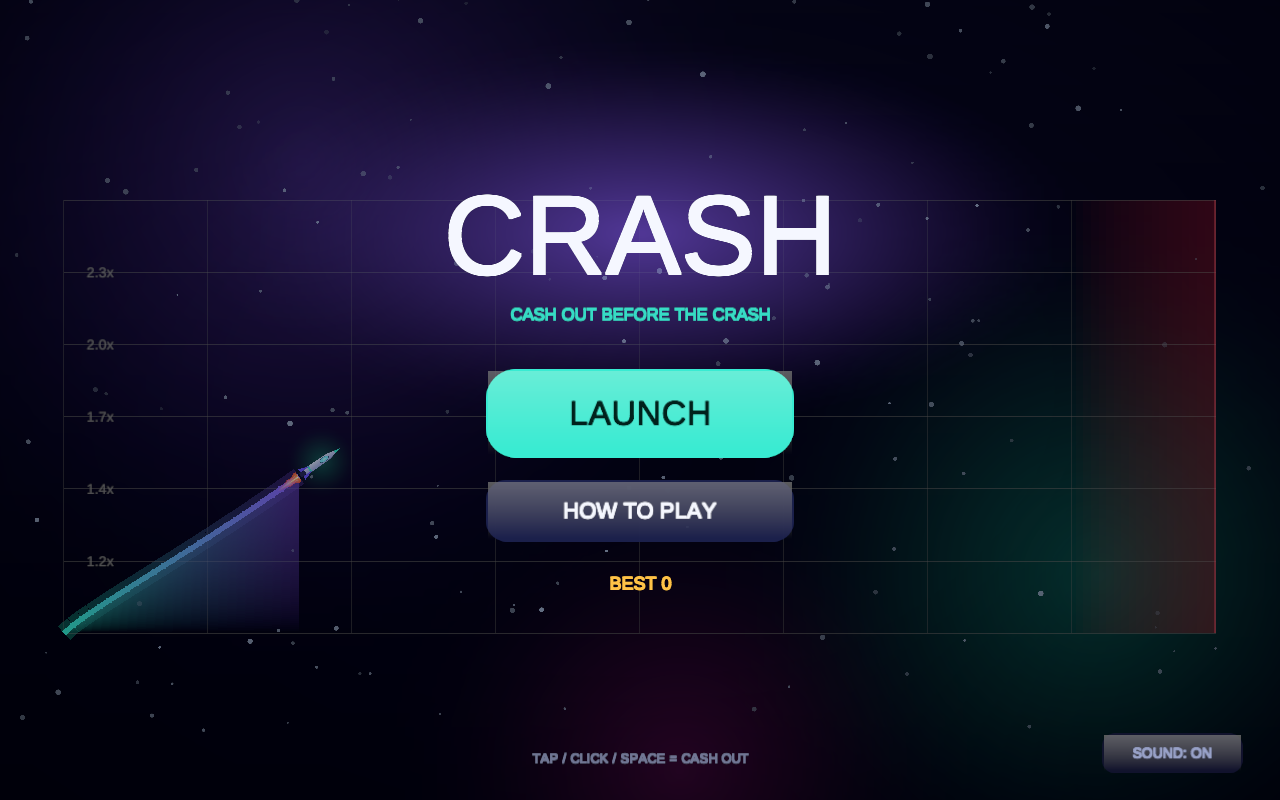 CRASH
2.3x
CASH OUT BEFORE THE CRASH
2.0x
LAUNCH
1.7x
1.4x
HOW TO PLAY
1.2x
BEST 0
TAP / CLICK / SPACE = CASH OUT
SOUND: ON